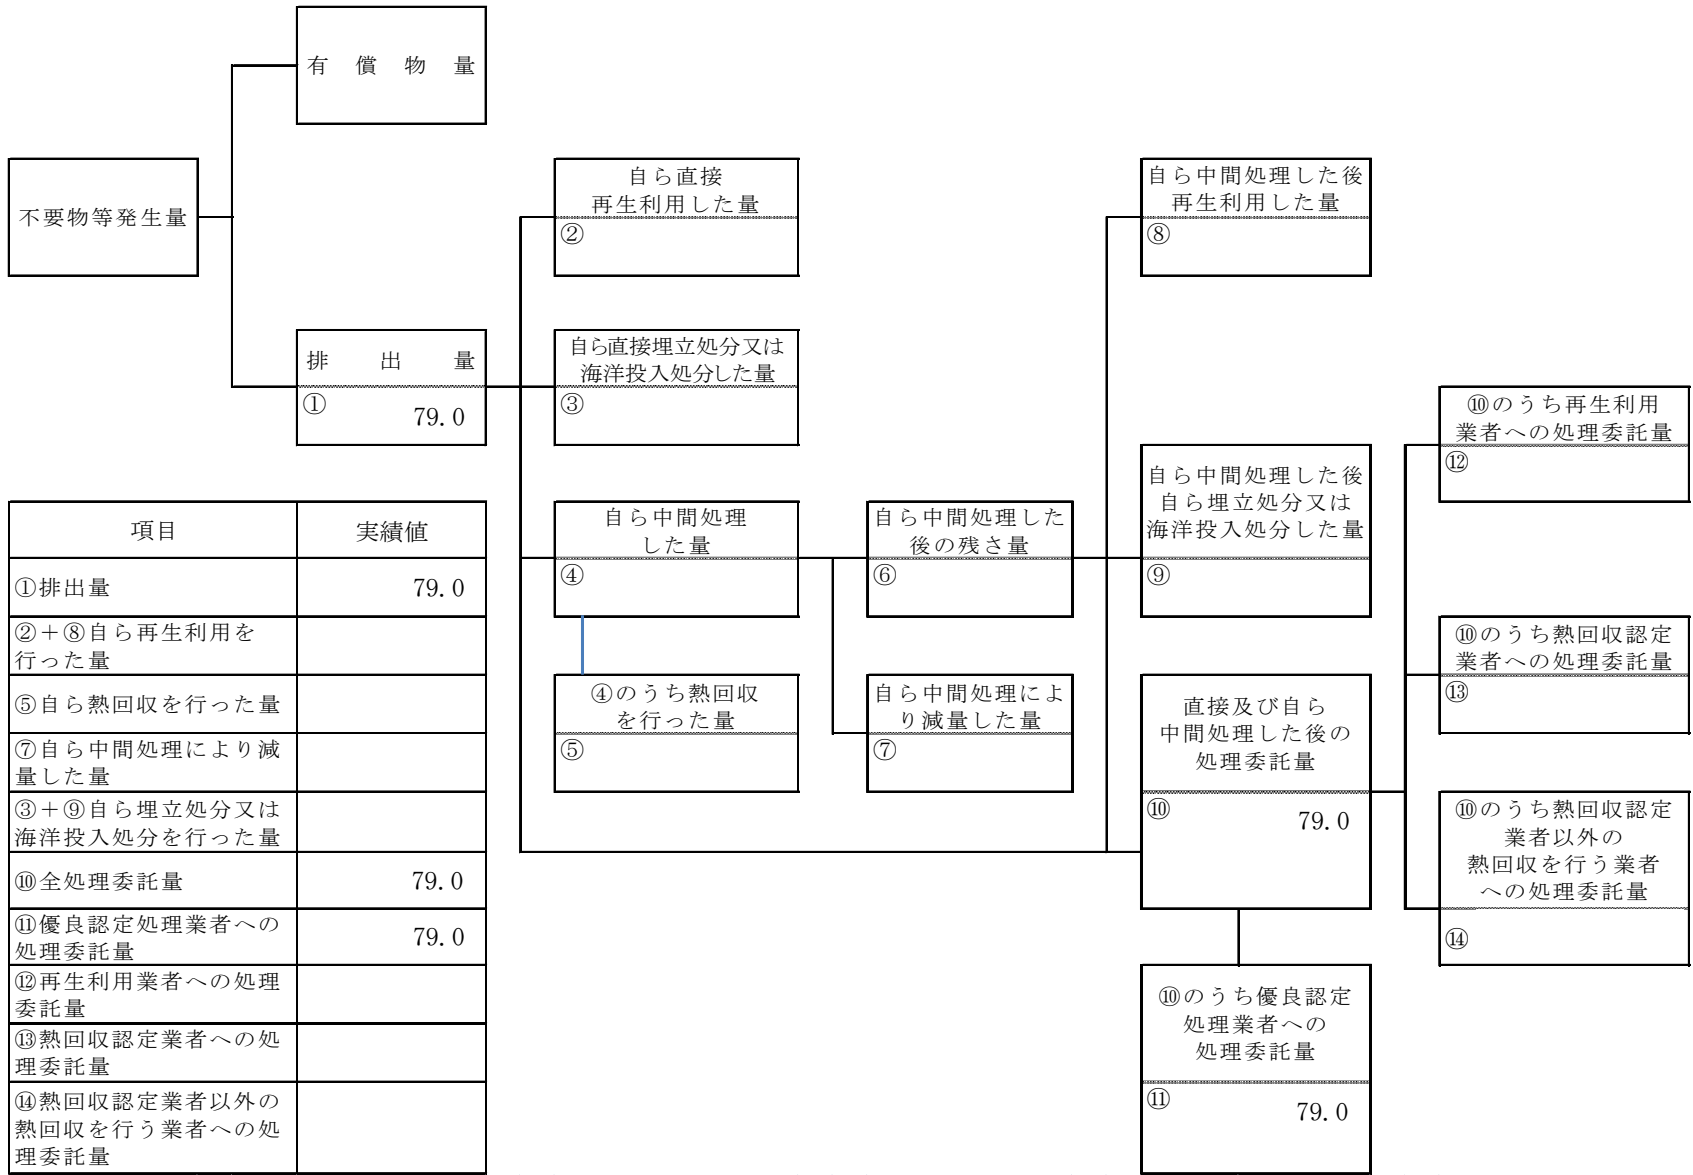 有償物量
不要物等発生量
排出量
①
79.0
自ら直接
再生利用した量
②
自ら直接埋立処分又は
海洋投入処分した量
③
自ら中間処理
した量
④
④のうち熱回収
を行った量
⑤
自ら中間処理した
後の残さ量
⑥
自ら中間処理によ
り減量した量
⑦
自ら中間処理した後
再生利用した量
⑧
自ら中間処理した後
自ら埋立処分又は
海洋投入処分した量
⑨
直接及び自ら
中間処理した後の
処理委託量
⑩
79.0
⑩のうち優良認定
処理業者への
処理委託量
⑪
79.0
⑩のうち再生利用
業者への処理委託量
⑫
⑩のうち熱回収認定
業者への処理委託量
⑬
⑩のうち熱回収認定
業者以外の
熱回収を行う業者
への処理委託量
⑭
項目 実績値
①排出量 79.0
②＋⑧自ら再生利用を
行った量
⑤自ら熱回収を行った量
⑦自ら中間処理により減
量した量
③＋⑨自ら埋立処分又は
海洋投入処分を行った量
⑩全処理委託量 79.0
⑪優良認定処理業者への
処理委託量 79.0
⑫再生利用業者への処理
委託量
⑬熱回収認定業者への処
理委託量
⑭熱回収認定業者以外の
熱回収を行う業者への処
理委託量